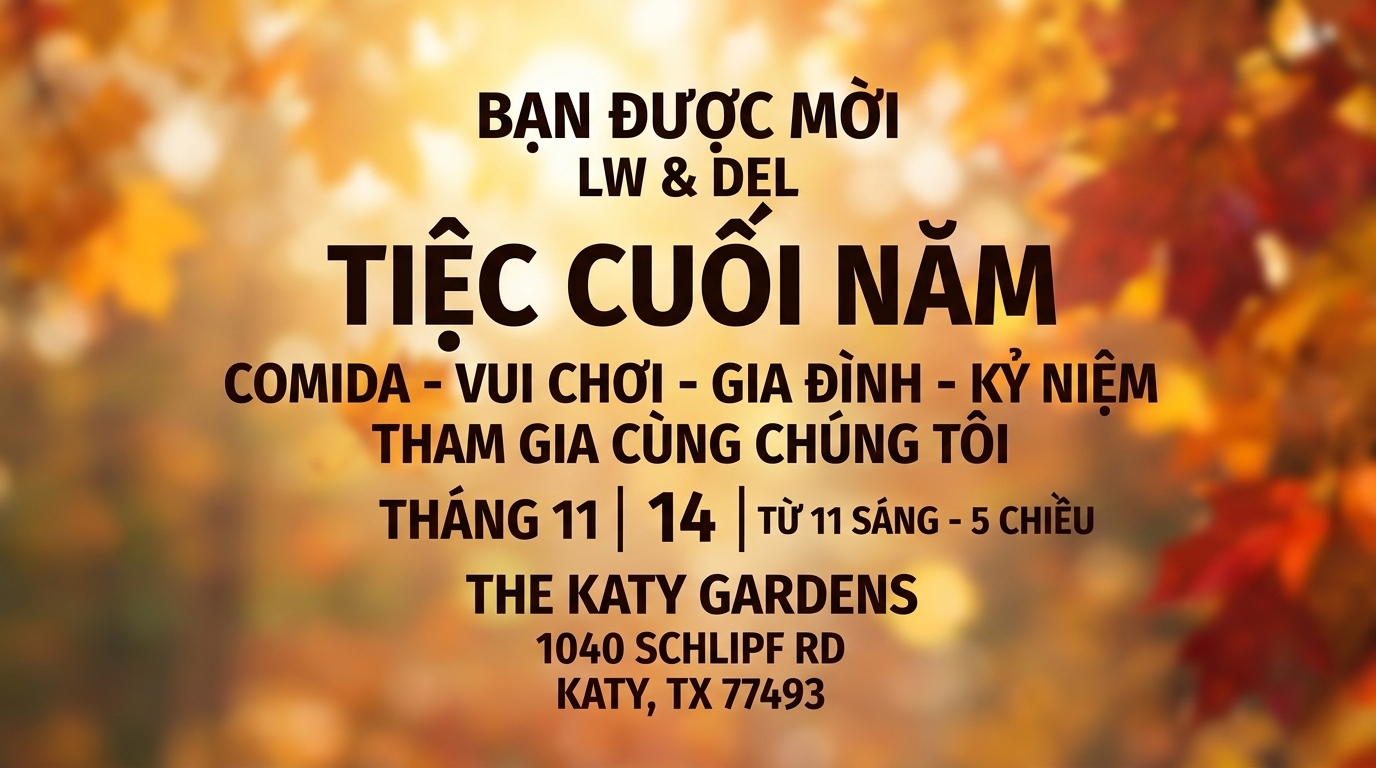 BẠN ĐƯỢC MỜI
LW & DEL
TIỆC CUỐI NĂM
COMIDA - VUI CHƠI - GIA ĐÌNH - KỶ NIỆM
THAM GIA CÙNG CHÚNG TÔI
THÁNG 11 | 14 | TỪ 11 SÁNG - 5 CHIỀU
THE KATY GARDENS
1040 SCHLIPF RD
KATY, TX 77493